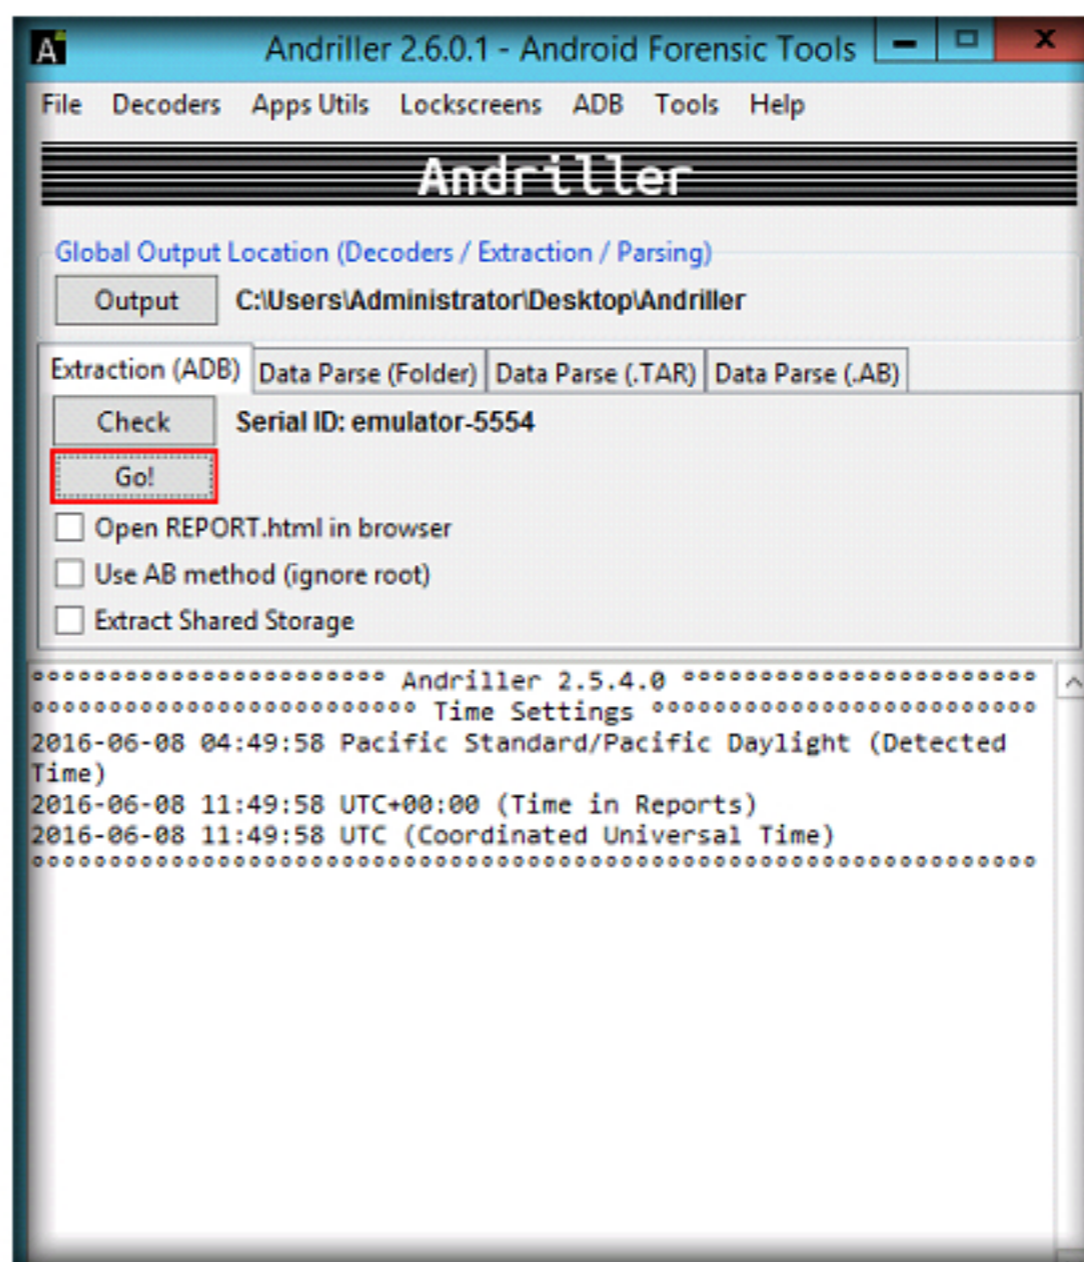 A
Andriller 2.6.0.1 - Android Forensic Tools
x
File Decoders Apps Utils Lockscreens ADB Tools Help
Andriller
Global Output Location (Decoders / Extraction / Parsing)
Output C:\Users\Administrator\Desktop\Andriller
Extraction (ADB) Data Parse (Folder) Data Parse (.TAR) Data Parse (.AB)
Check Serial ID: emulator-5554
Go!
Open REPORT.html in browser
Use AB method (ignore root)
Extract Shared Storage
°°°°°°°°°°°°°°°°°°°°°°° Andriller 2.5.4.0 °°°°°°°°°°°°°°°°°°°°°°°
°°°°°°°°°°°°°°°°°°°°°°°°° Time Settings °°°°°°°°°°°°°°°°°°°°°°°°°
2016-06-08 04:49:58 Pacific Standard/Pacific Daylight (Detected
Time)
2016-06-08 11:49:58 UTC+00:00 (Time in Reports)
2016-06-08 11:49:58 UTC (Coordinated Universal Time)
°°°°°°°°°°°°°°°°°°°°°°°°°°°°°°°°°°°°°°°°°°°°°°°°°°°°°°°°°°°°°°°°°